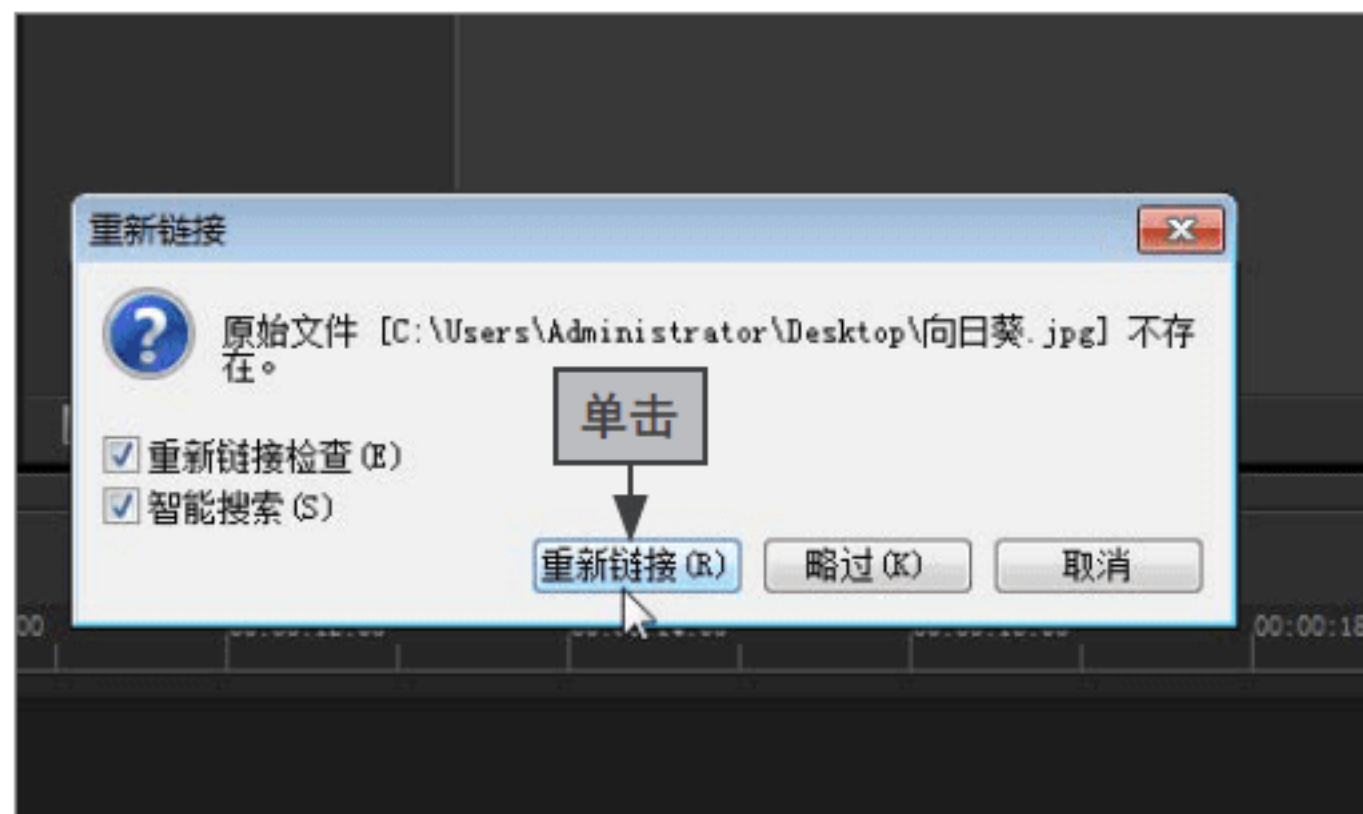 重新链接
原始文件 [C:\Users\Administrator\Desktop\向日葵.jpg] 不存
在。
单击
重新链接检查(E)
智能搜索(S)
重新链接(R)
略过(K)
取消
00
00:00:18